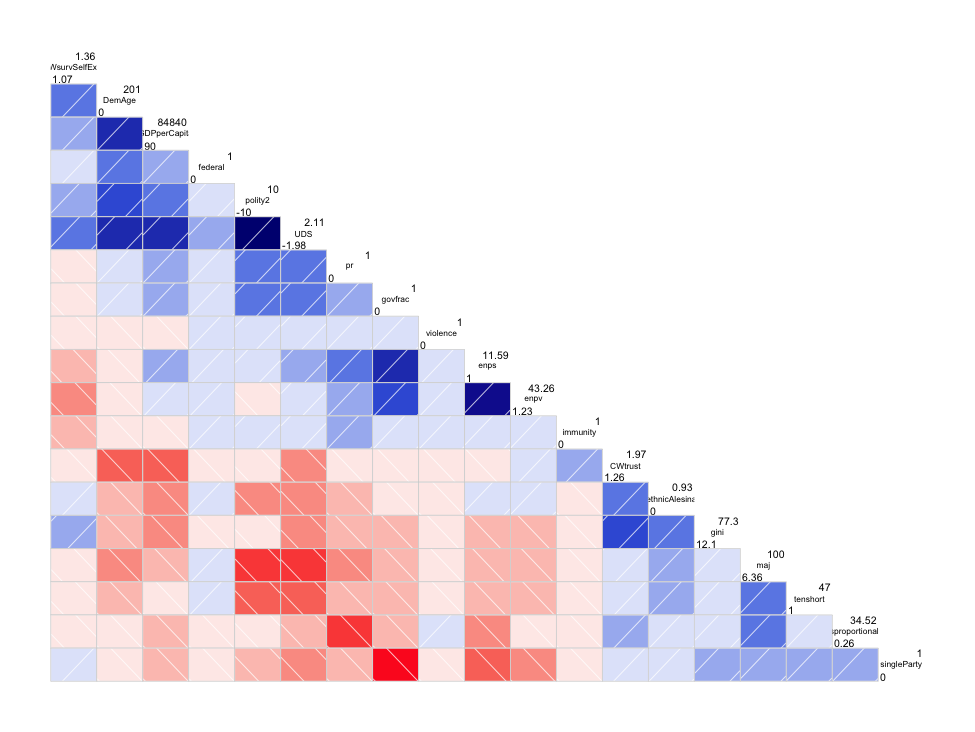 1.36
WsurvSelfEx
1.07
201
DemAge
0
84840
GDPperCapit
90
1
federal
0
10
polity2
-10
2.11
UDS
-1.98
1
pr
0
1
govfrac
0
1
violence
0
11.59
enps
1
43.26
enpv
1.23
1
immunity
0
1.97
CWtrust
1.26
0.93
ethnicAlesina
0
77.3
gini
12.1
100
maj
6.36
47
tenshort
1
34.52
sproportional
0.26
1
singleParty
0